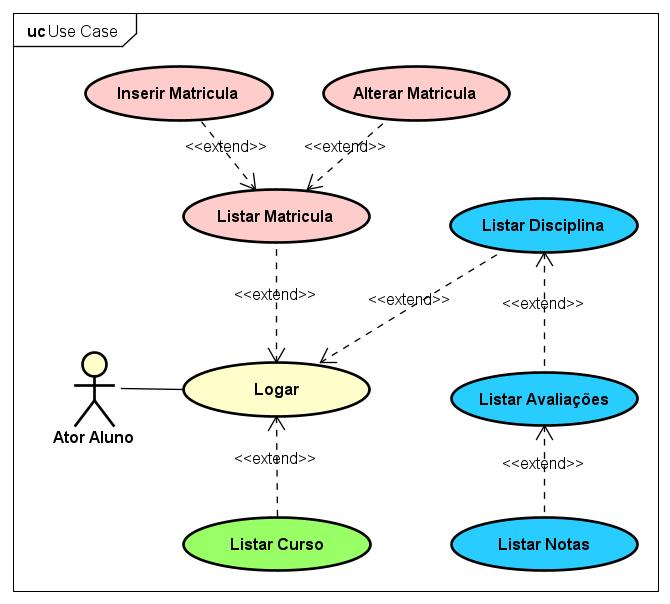 uc Use Case
Inserir Matricula
Alterar Matricula
<<extend>>
<<extend>>
Listar Matricula
Listar Disciplina
<<extend>>
<<extend>>
<<extend>>
Logar
Listar Avaliações
Ator Aluno
<<extend>>
<<extend>>
Listar Curso
Listar Notas